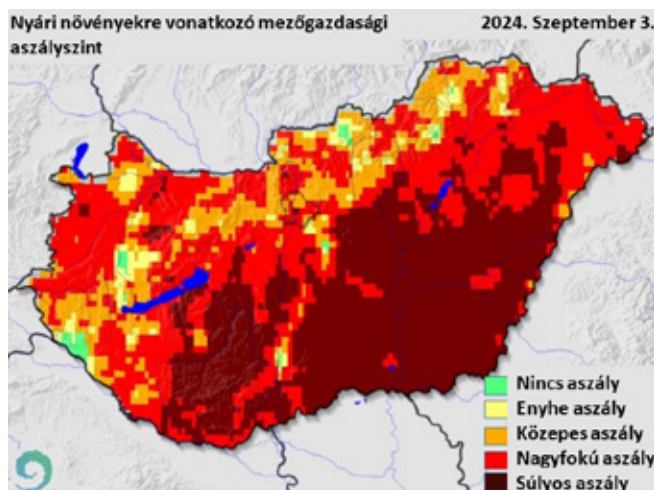 Nyári növényekre vonatkozó mezőgazdasági
aszályszint
2024. Szeptember 3.
Nincs aszály
Enyhe aszály
Közepes aszály
Nagyfokú aszály
Súlyos aszály